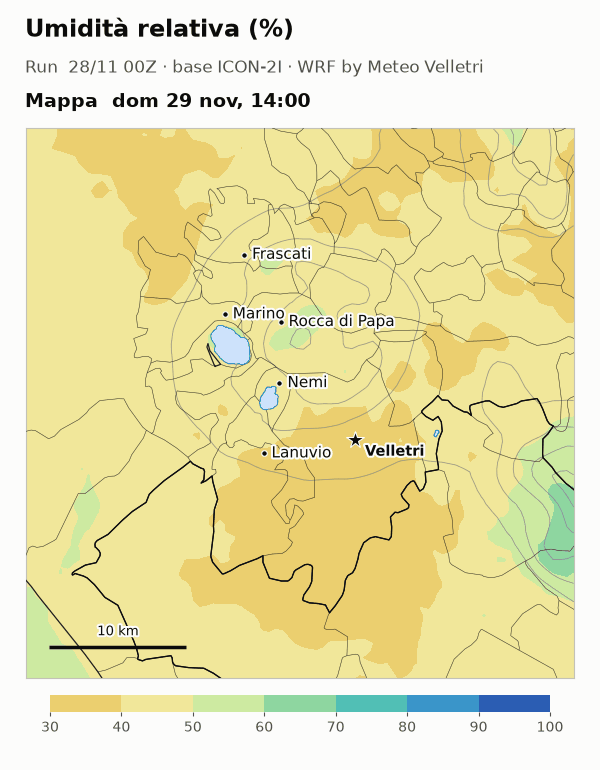 Umidità relativa (%)
Run  28/11 00Z · base ICON-2I · WRF by Meteo Velletri
Mappa  dom 29 nov, 14:00
Frascati
Marino
Rocca di Papa
Nemi
Lanuvio
Velletri
10 km
30 40 50 60 70 80 90 100